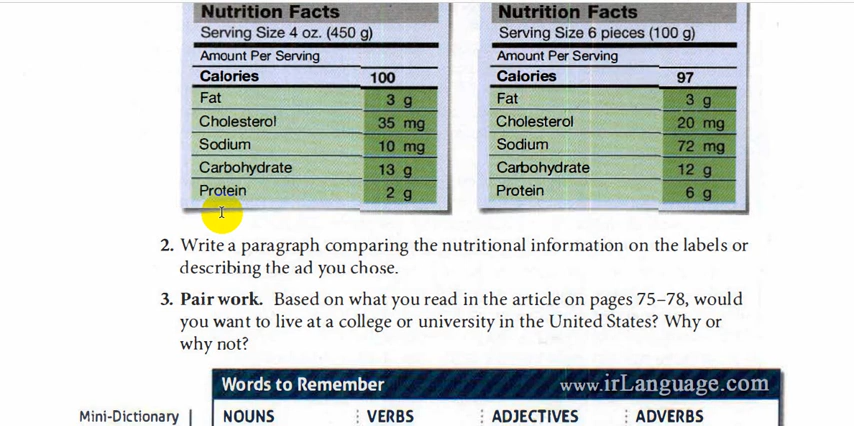 Nutrition Facts
Serving Size 4 oz. (450 g)
Amount Per Serving
Calories 100
Fat 3 g
Cholesterol 35 mg
Sodium 10 mg
Carbohydrate 13 g
Protein 2 g
Nutrition Facts
Serving Size 6 pieces (100 g)
Amount Per Serving
Calories 97
Fat 3 g
Cholesterol 20 mg
Sodium 72 mg
Carbohydrate 12 g
Protein 6 g
2. Write a paragraph comparing the nutritional information on the labels or
describing the ad you chose.
3. Pair work. Based on what you read in the article on pages 75–78, would
you want to live at a college or university in the United States? Why or
why not?
Words to Remember www.irLanguage.com
Mini-Dictionary NOUNS VERBS ADJECTIVES ADVERBS